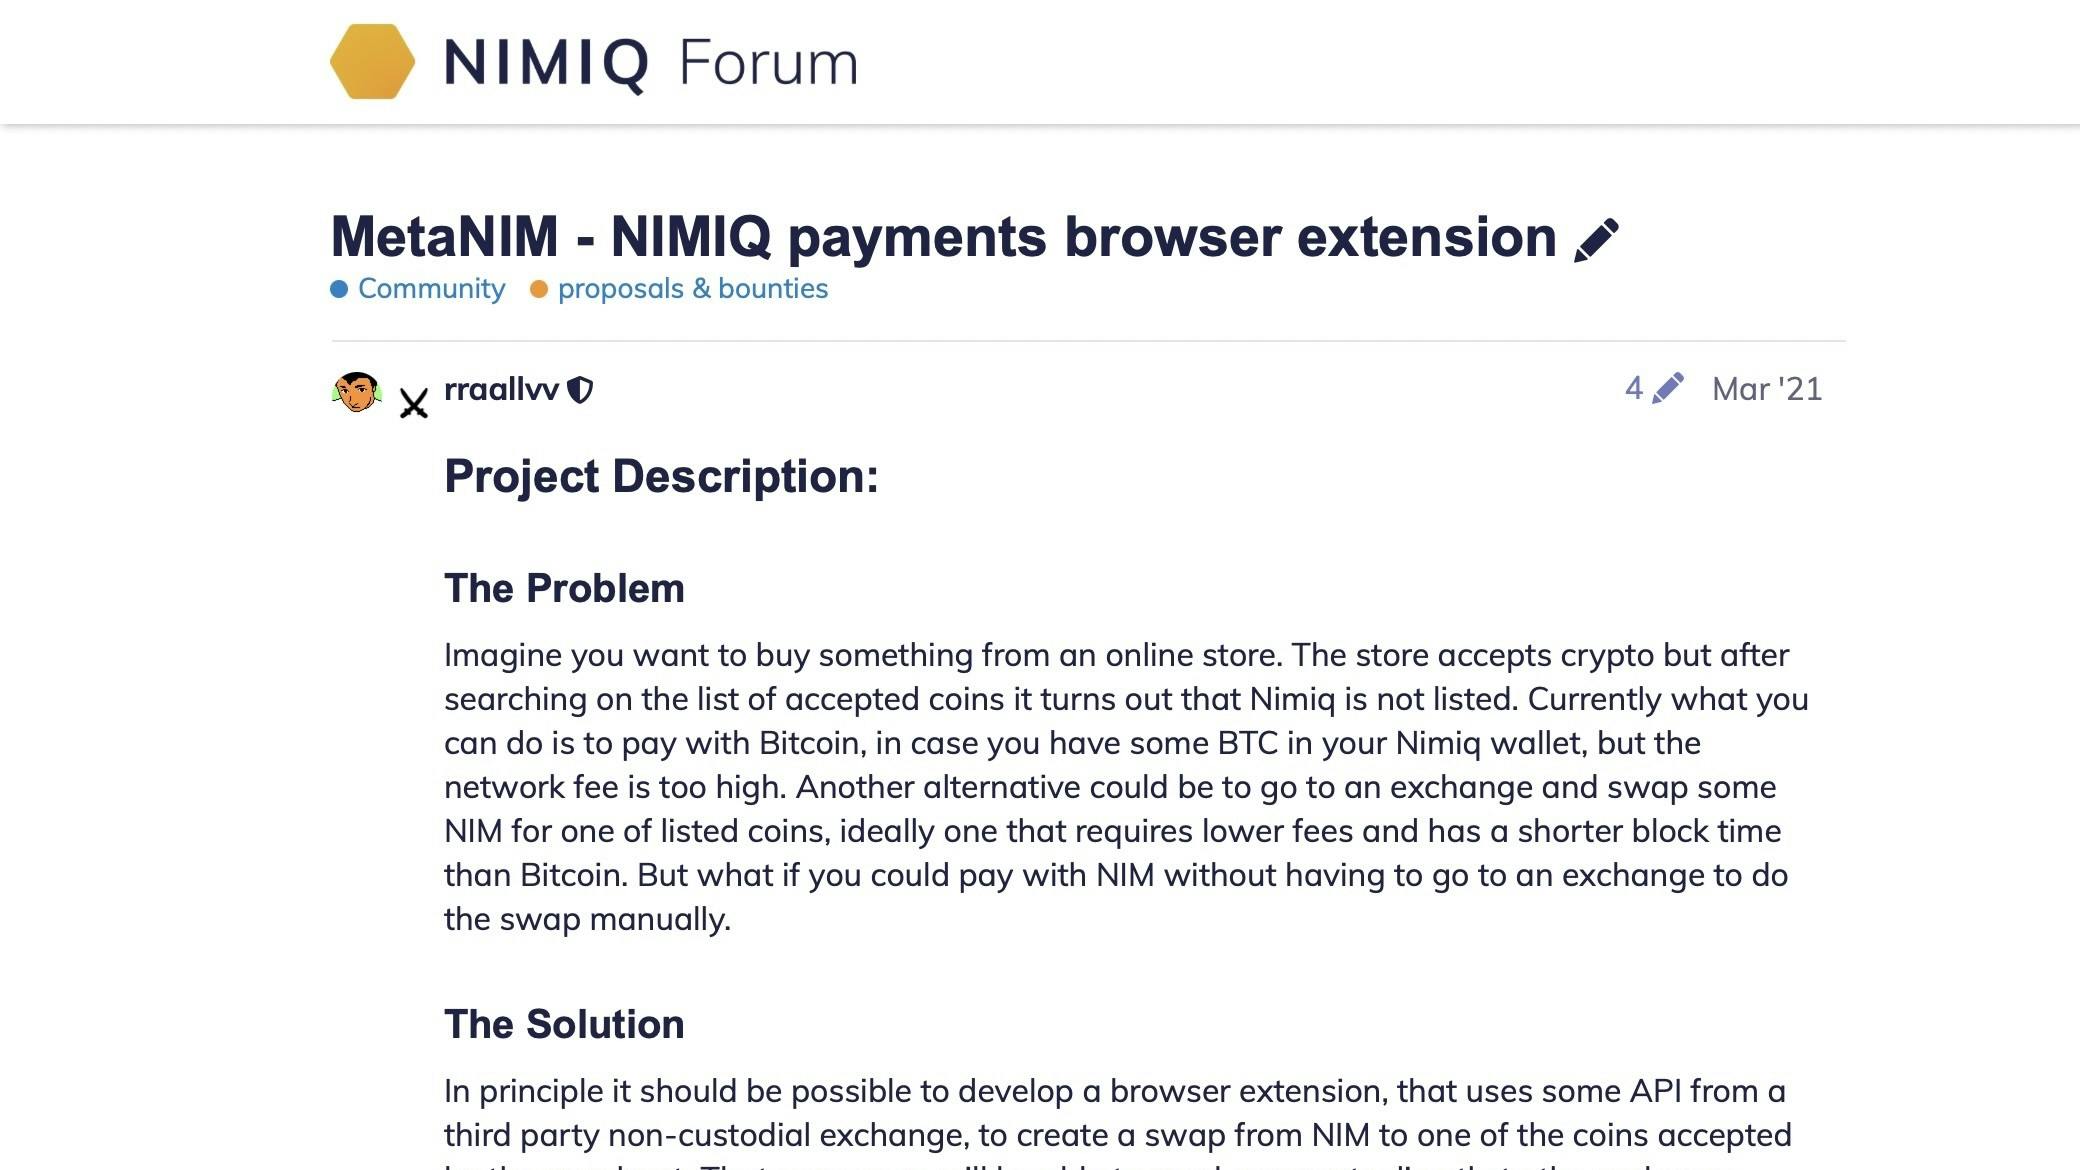 NIMIQ Forum
MetaNIM - NIMIQ payments browser extension
Community proposals & bounties
rraallvv 4 Mar '21
Project Description:
The Problem
Imagine you want to buy something from an online store. The store accepts crypto but after
searching on the list of accepted coins it turns out that Nimiq is not listed. Currently what you
can do is to pay with Bitcoin, in case you have some BTC in your Nimiq wallet, but the
network fee is too high. Another alternative could be to go to an exchange and swap some
NIM for one of listed coins, ideally one that requires lower fees and has a shorter block time
than Bitcoin. But what if you could pay with NIM without having to go to an exchange to do
the swap manually.
The Solution
In principle it should be possible to develop a browser extension, that uses some API from a
third party non-custodial exchange, to create a swap from NIM to one of the coins accepted